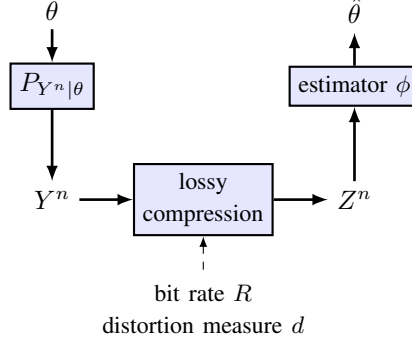 θ
θ̂
P_{Y^n|θ}
estimator ϕ
Y^n
lossy
compression
Z^n
bit rate R
distortion measure d